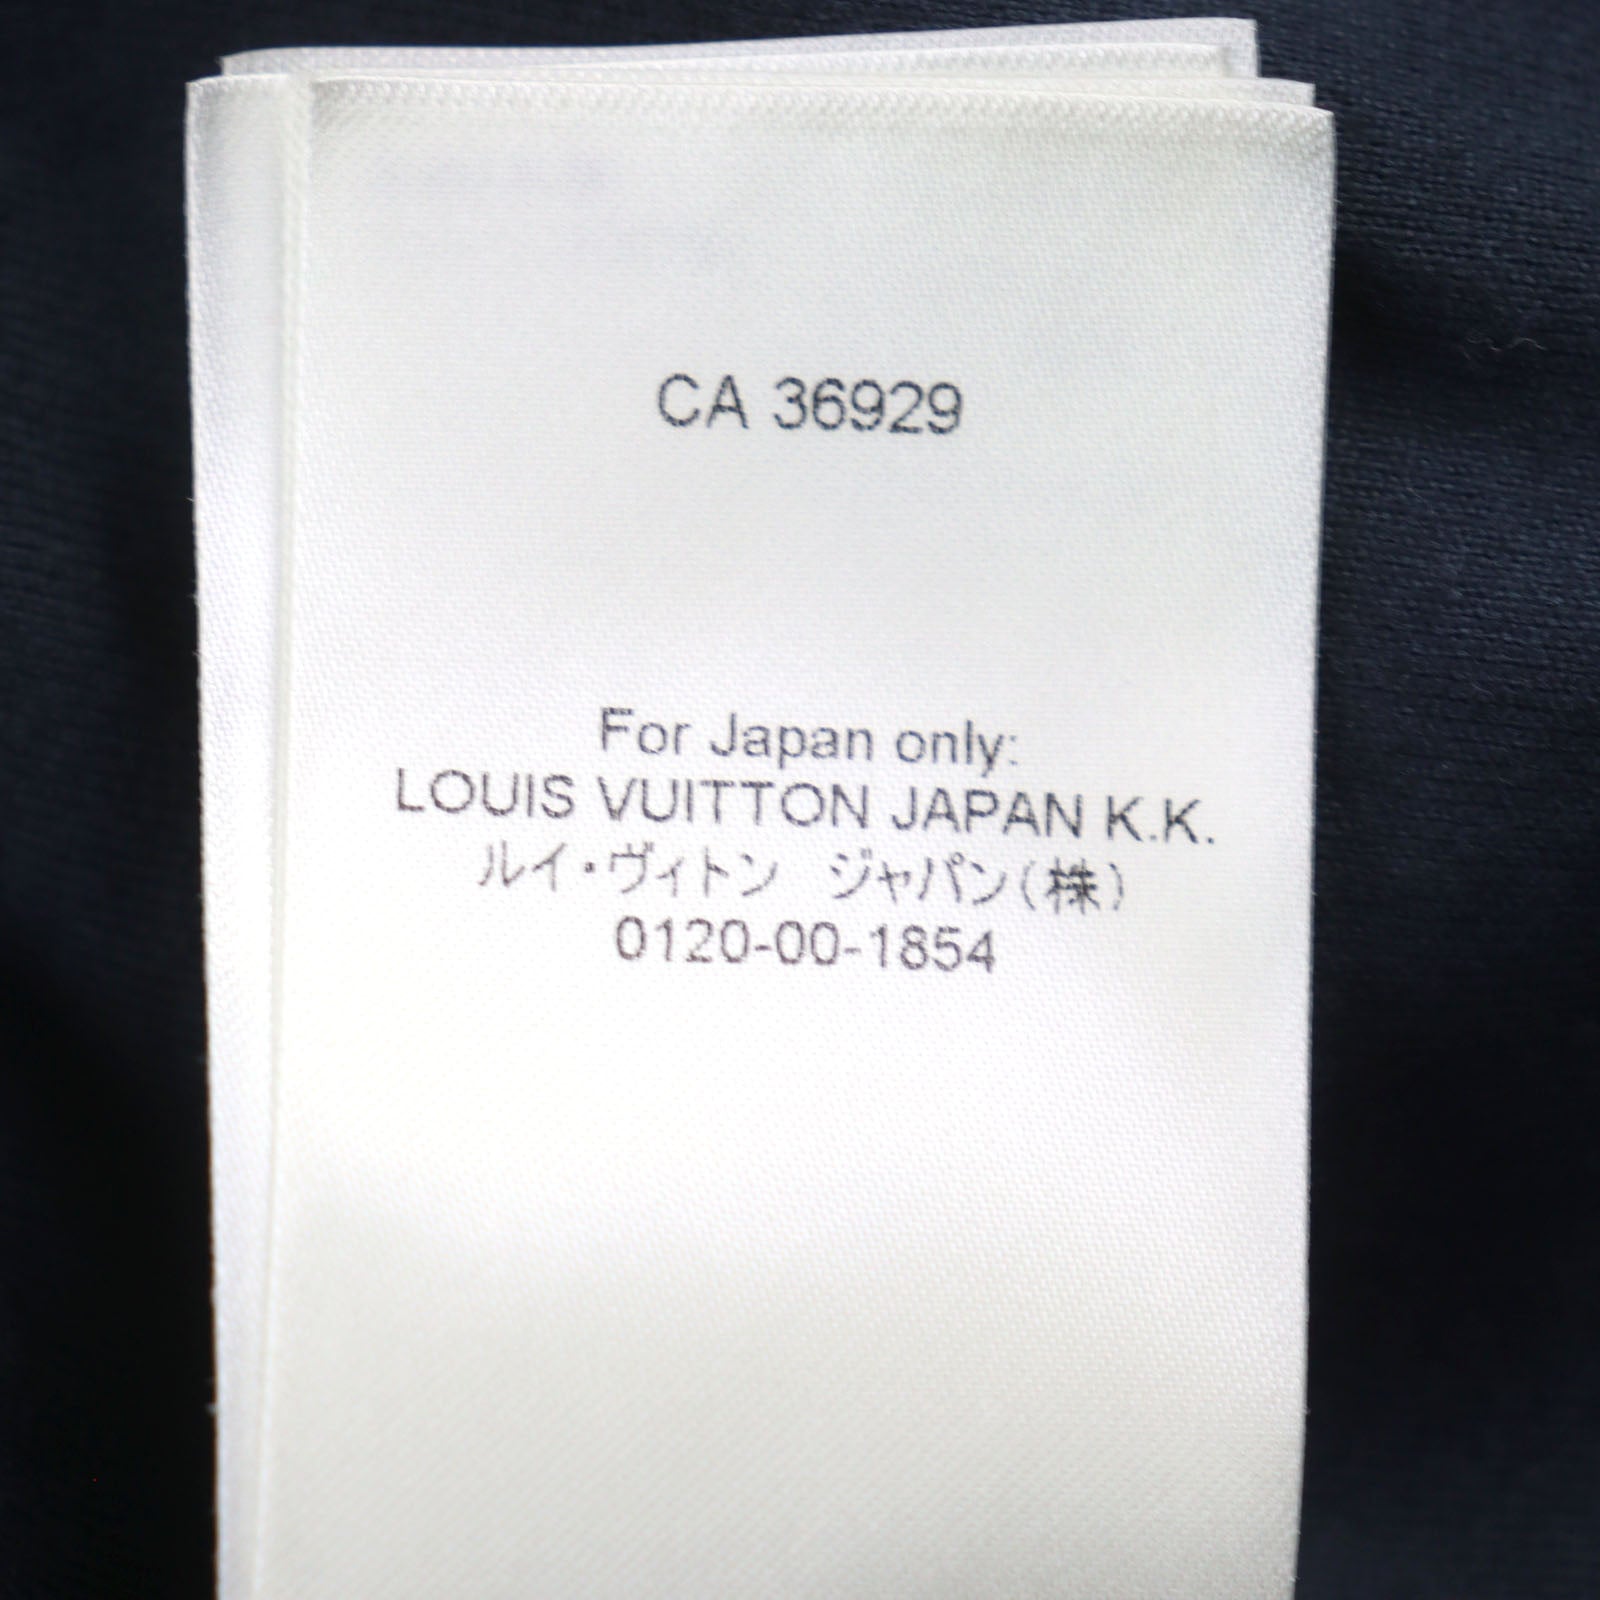 CA 36929
For Japan only:
LOUIS VUITTON JAPAN K.K.
ルイ・ヴィトン　ジャパン(株)
0120-00-1854